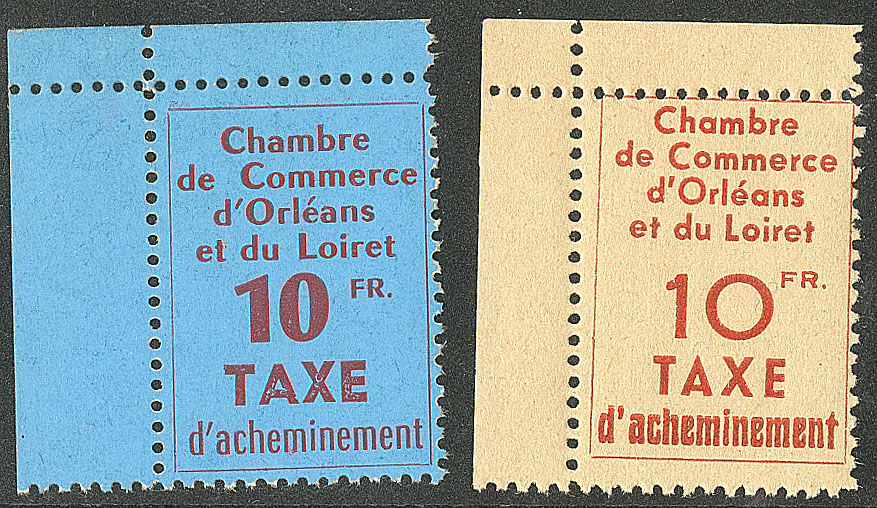 Chambre
de Commerce
d'Orléans
et du Loiret
10 FR.
TAXE
d'acheminement
Chambre
de Commerce
d'Orléans
et du Loiret
10 FR.
TAXE
d'acheminement